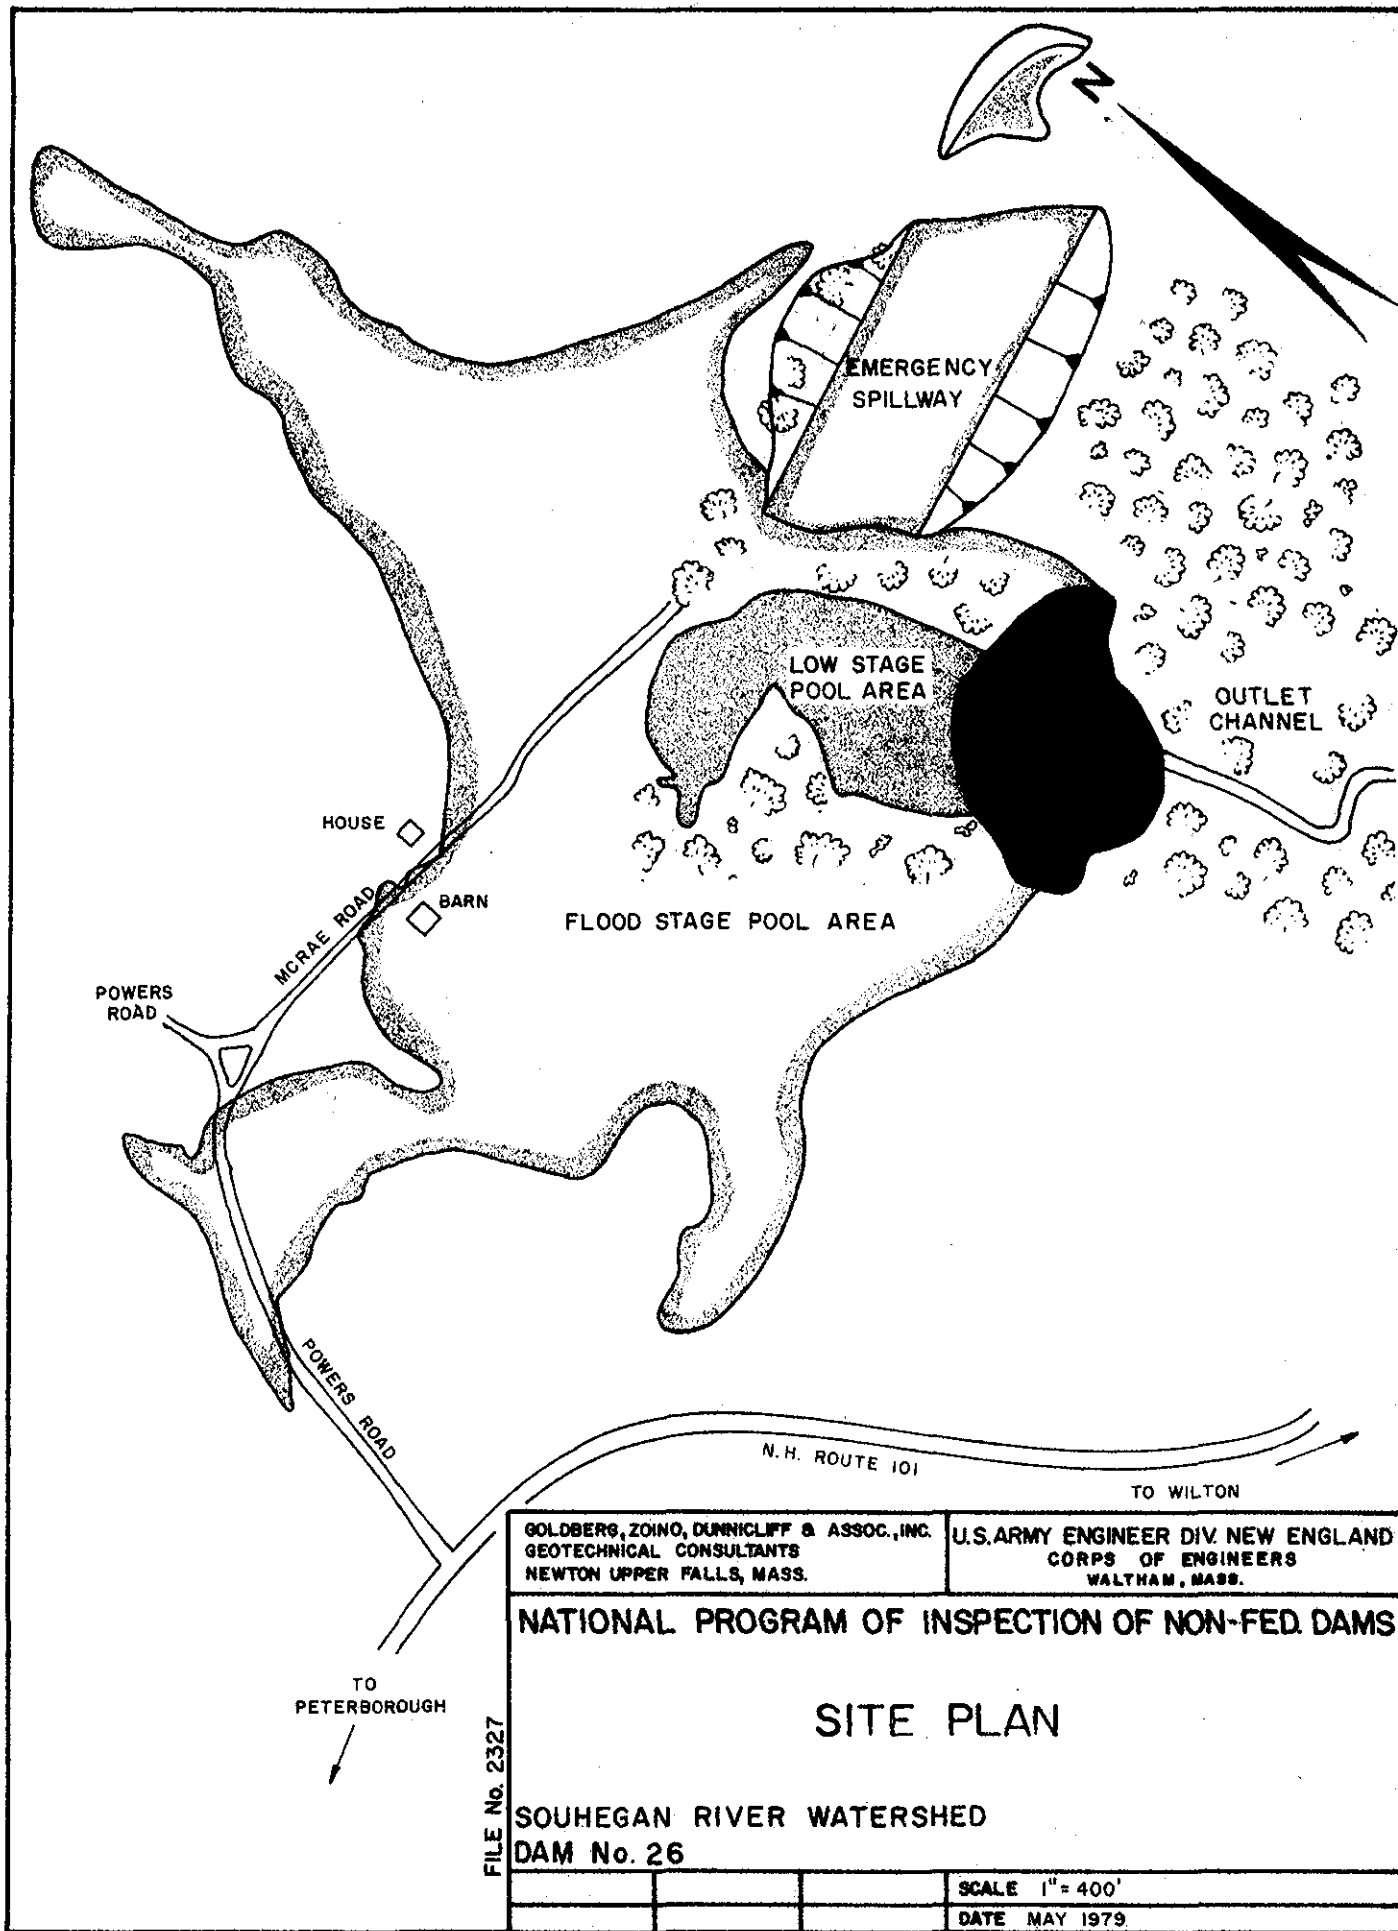 N
EMERGENCY
SPILLWAY
LOW STAGE
POOL AREA
OUTLET
CHANNEL
HOUSE
BARN
MCRAE ROAD
FLOOD STAGE POOL AREA
POWERS
ROAD
POWERS ROAD
N.H. ROUTE 101
TO WILTON
TO
PETERBOROUGH
GOLDBERG, ZOINO, DUNNICLIFF & ASSOC., INC.
GEOTECHNICAL CONSULTANTS
NEWTON UPPER FALLS, MASS.
U.S. ARMY ENGINEER DIV. NEW ENGLAND
CORPS OF ENGINEERS
WALTHAM, MASS.
NATIONAL PROGRAM OF INSPECTION OF NON-FED. DAMS
SITE PLAN
FILE No. 2327
SOUHEGAN RIVER WATERSHED
DAM No. 26
SCALE 1" = 400'
DATE MAY 1979